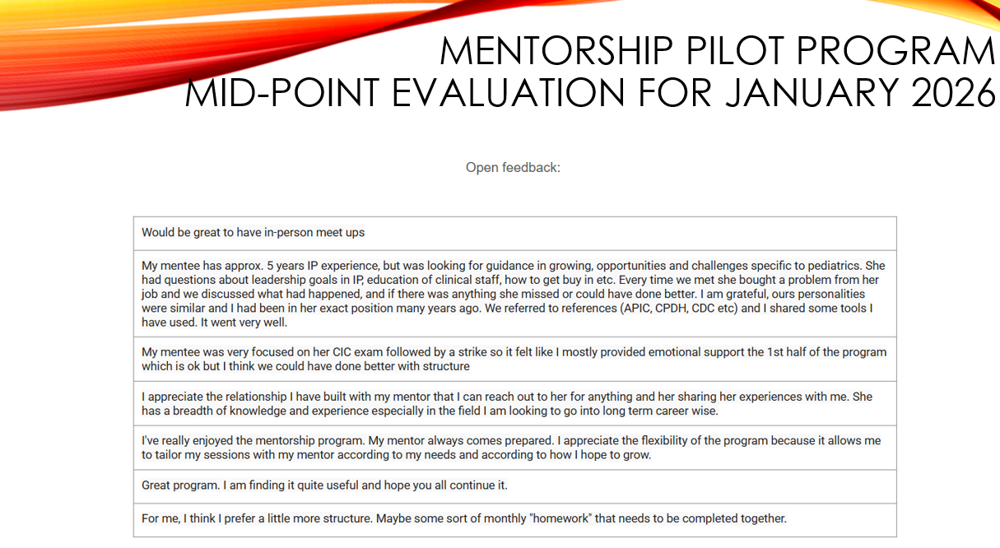 MENTORSHIP PILOT PROGRAM
MID-POINT EVALUATION FOR JANUARY 2026
Open feedback:
Would be great to have in-person meet ups
My mentee has approx. 5 years IP experience, but was looking for guidance in growing, opportunities and challenges specific to pediatrics. She
had questions about leadership goals in IP, education of clinical staff, how to get buy in etc. Every time we met she bought a problem from her
job and we discussed what had happened, and if there was anything she missed or could have done better. I am grateful, ours personalities
were similar and I had been in her exact position many years ago. We referred to references (APIC, CPDH, CDC etc) and I shared some tools I
have used. It went very well.
My mentee was very focused on her CIC exam followed by a strike so it felt like I mostly provided emotional support the 1st half of the program
which is ok but I think we could have done better with structure
I appreciate the relationship I have built with my mentor that I can reach out to her for anything and her sharing her experiences with me. She
has a breadth of knowledge and experience especially in the field I am looking to go into long term career wise.
I've really enjoyed the mentorship program. My mentor always comes prepared. I appreciate the flexibility of the program because it allows me
to tailor my sessions with my mentor according to my needs and according to how I hope to grow.
Great program. I am finding it quite useful and hope you all continue it.
For me, I think I prefer a little more structure. Maybe some sort of monthly "homework" that needs to be completed together.